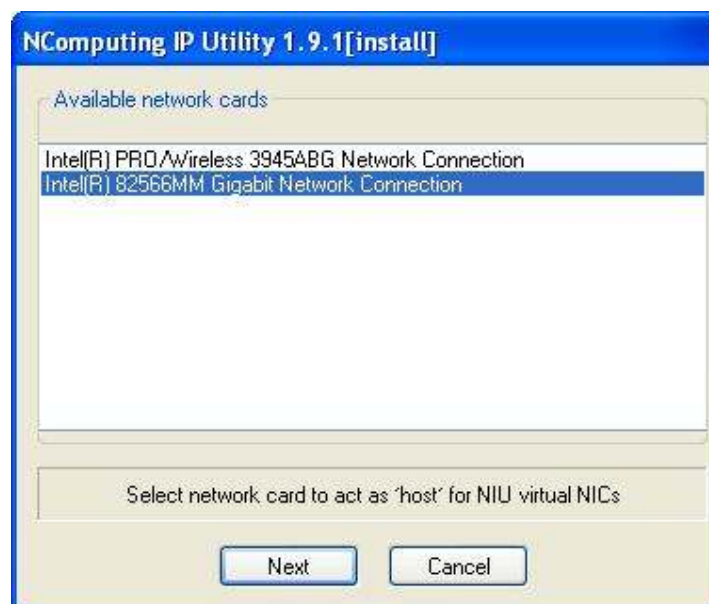 NComputing IP Utility 1.9.1[install]
Available network cards
Intel(R) PRO/Wireless 3945ABG Network Connection
Intel(R) 82566MM Gigabit Network Connection
Select network card to act as 'host' for NIU virtual NICs
Next
Cancel